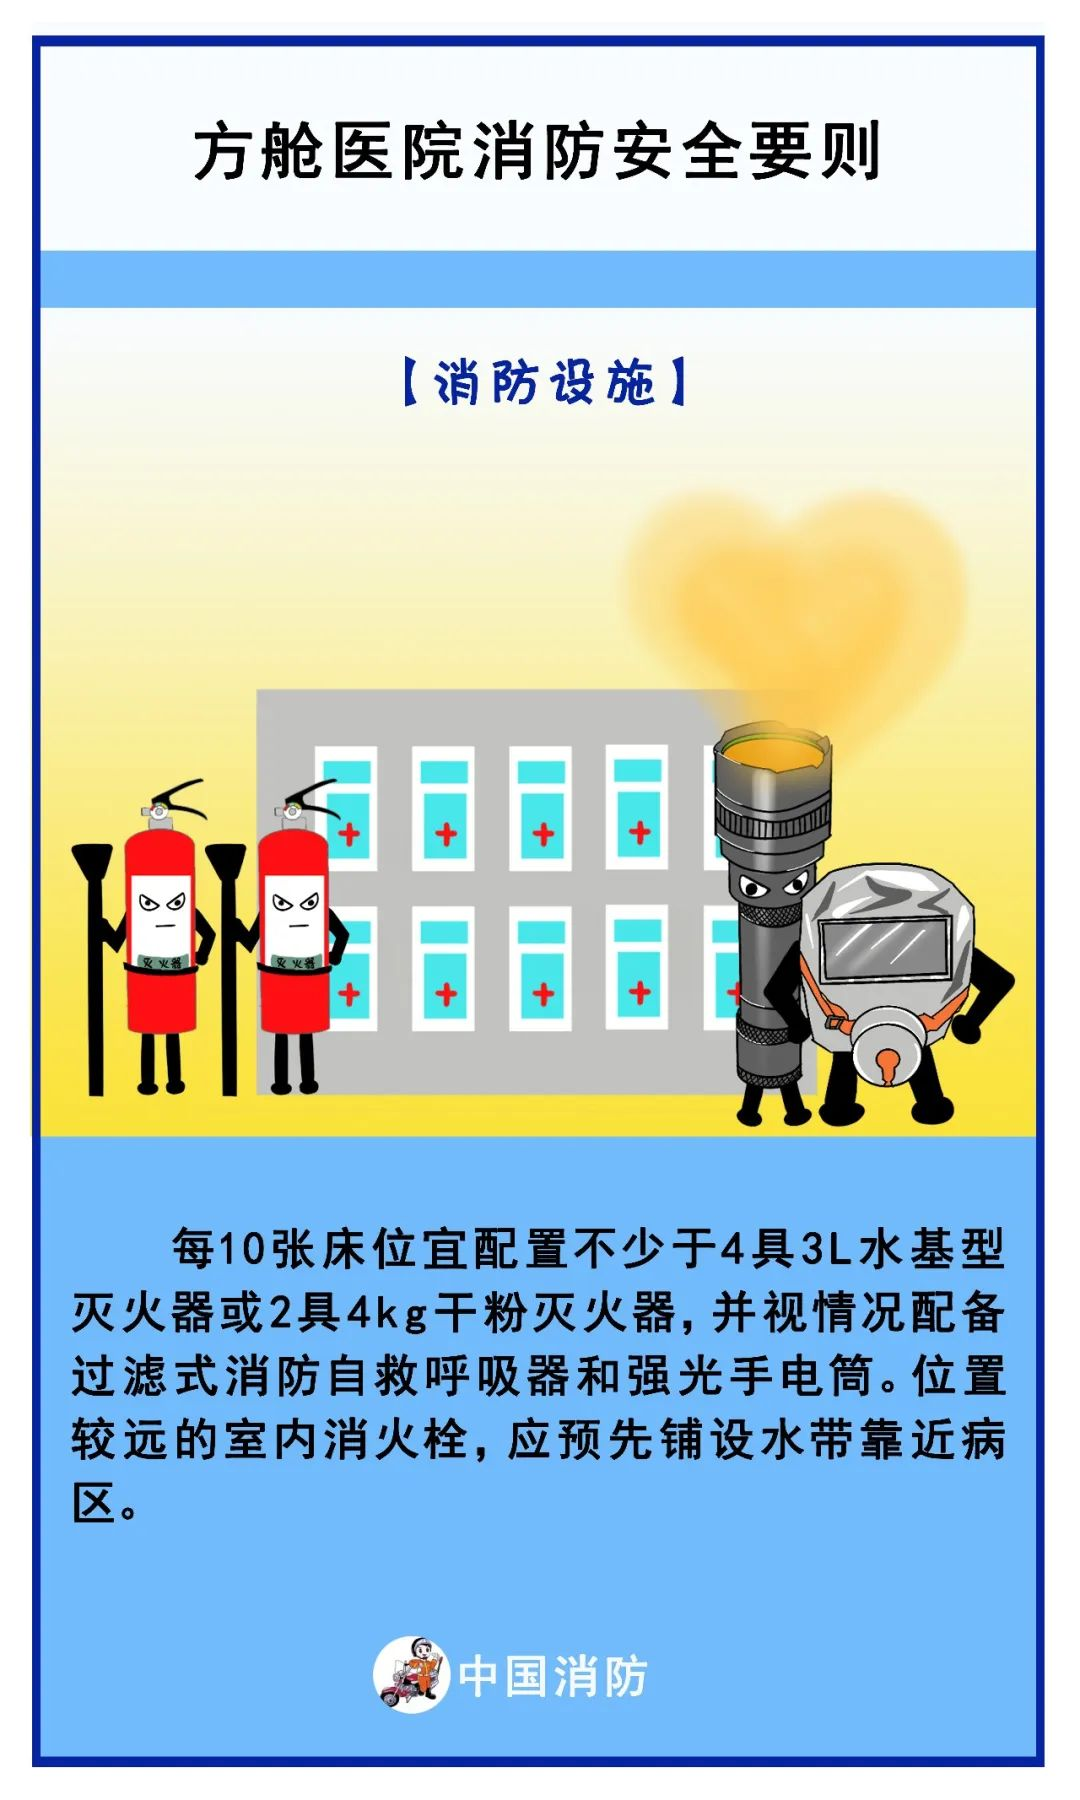 方舱医院消防安全要则
【消防设施】
灭火器
灭火器
每10张床位宜配置不少于4具3L水基型
灭火器或2具4kg干粉灭火器,并视情况配备
过滤式消防自救呼吸器和强光手电筒。位置
较远的室内消火栓,应预先铺设水带靠近病
区。
中国消防